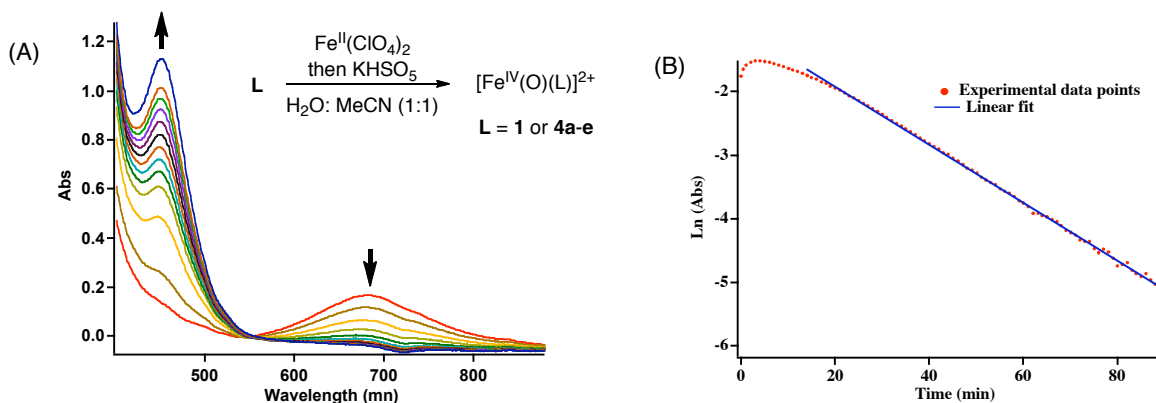 (A)
Fe^II(ClO4)2
then KHSO5
L
[Fe^IV(O)(L)]^2+
H2O: MeCN (1:1)
L = 1 or 4a-e
Abs
1.2
1.0
0.8
0.6
0.4
0.2
0.0
500
600
700
800
Wavelength (mn)
(B)
Experimental data points
Linear fit
Ln (Abs)
-2
-3
-4
-5
-6
0
20
40
60
80
Time (min)